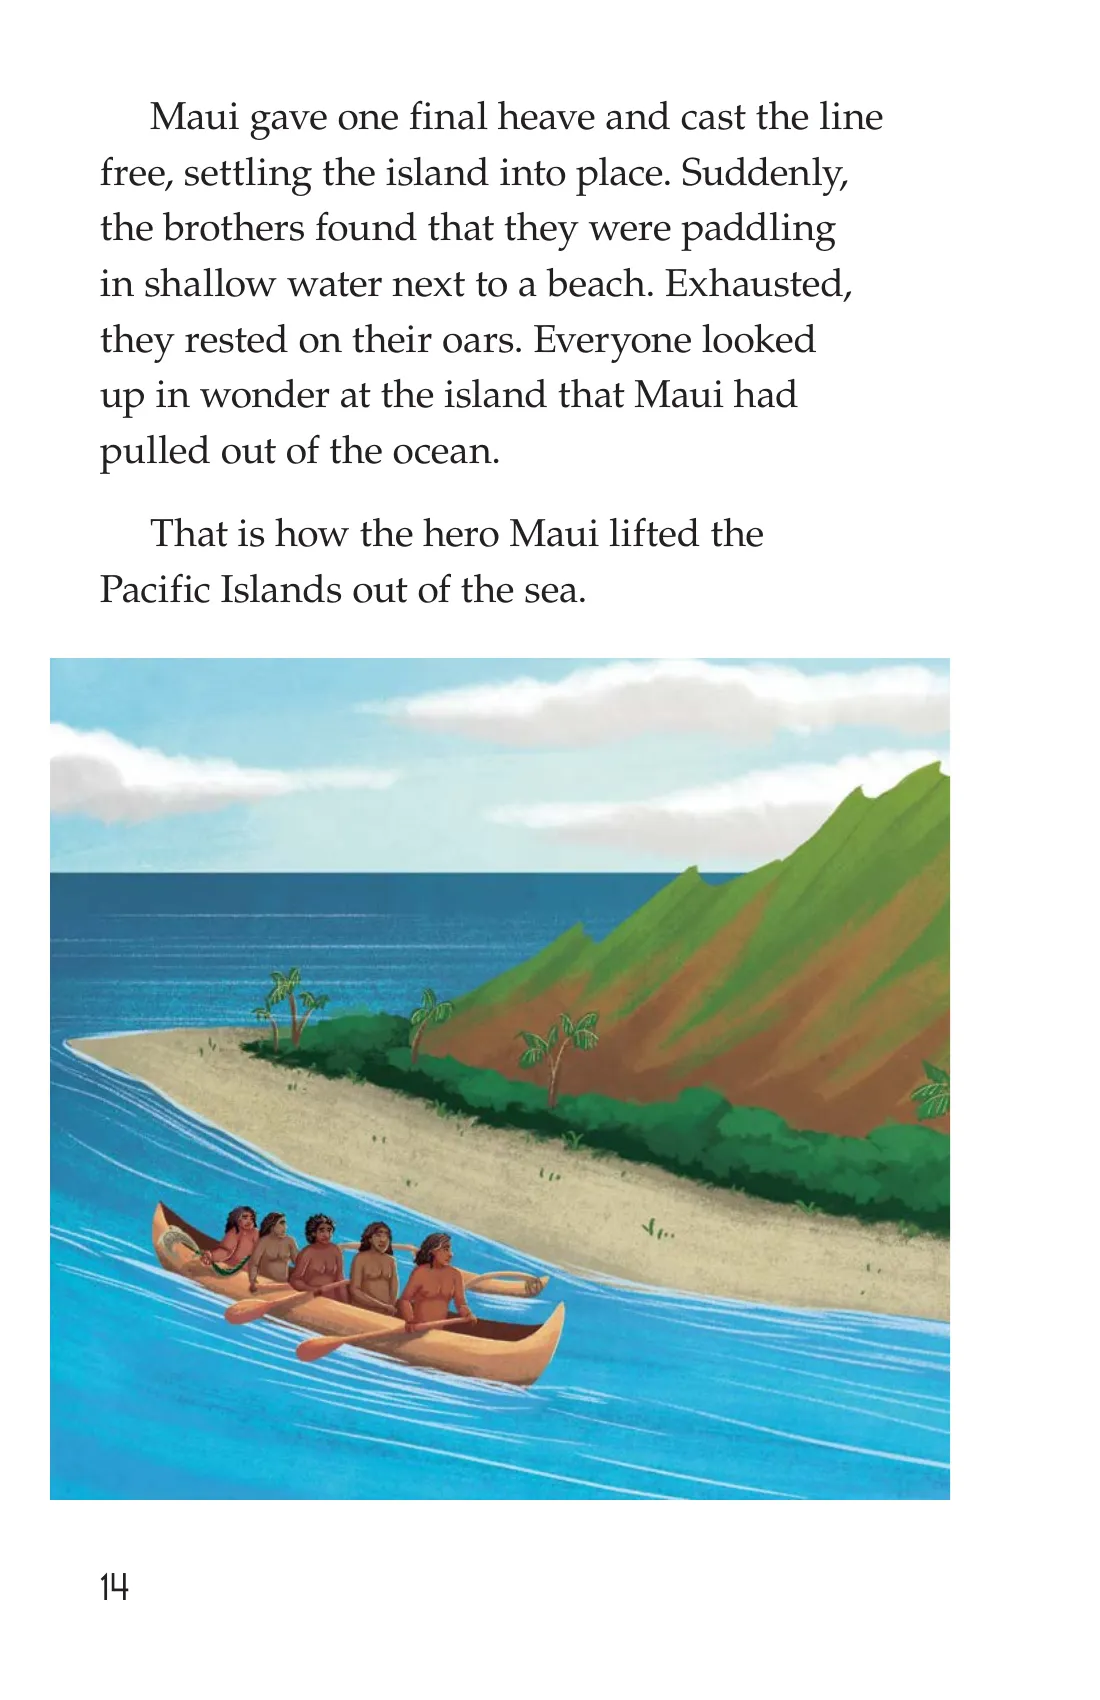 Maui gave one final heave and cast the line
free, settling the island into place. Suddenly,
the brothers found that they were paddling
in shallow water next to a beach. Exhausted,
they rested on their oars. Everyone looked
up in wonder at the island that Maui had
pulled out of the ocean.
That is how the hero Maui lifted the
Pacific Islands out of the sea.
14